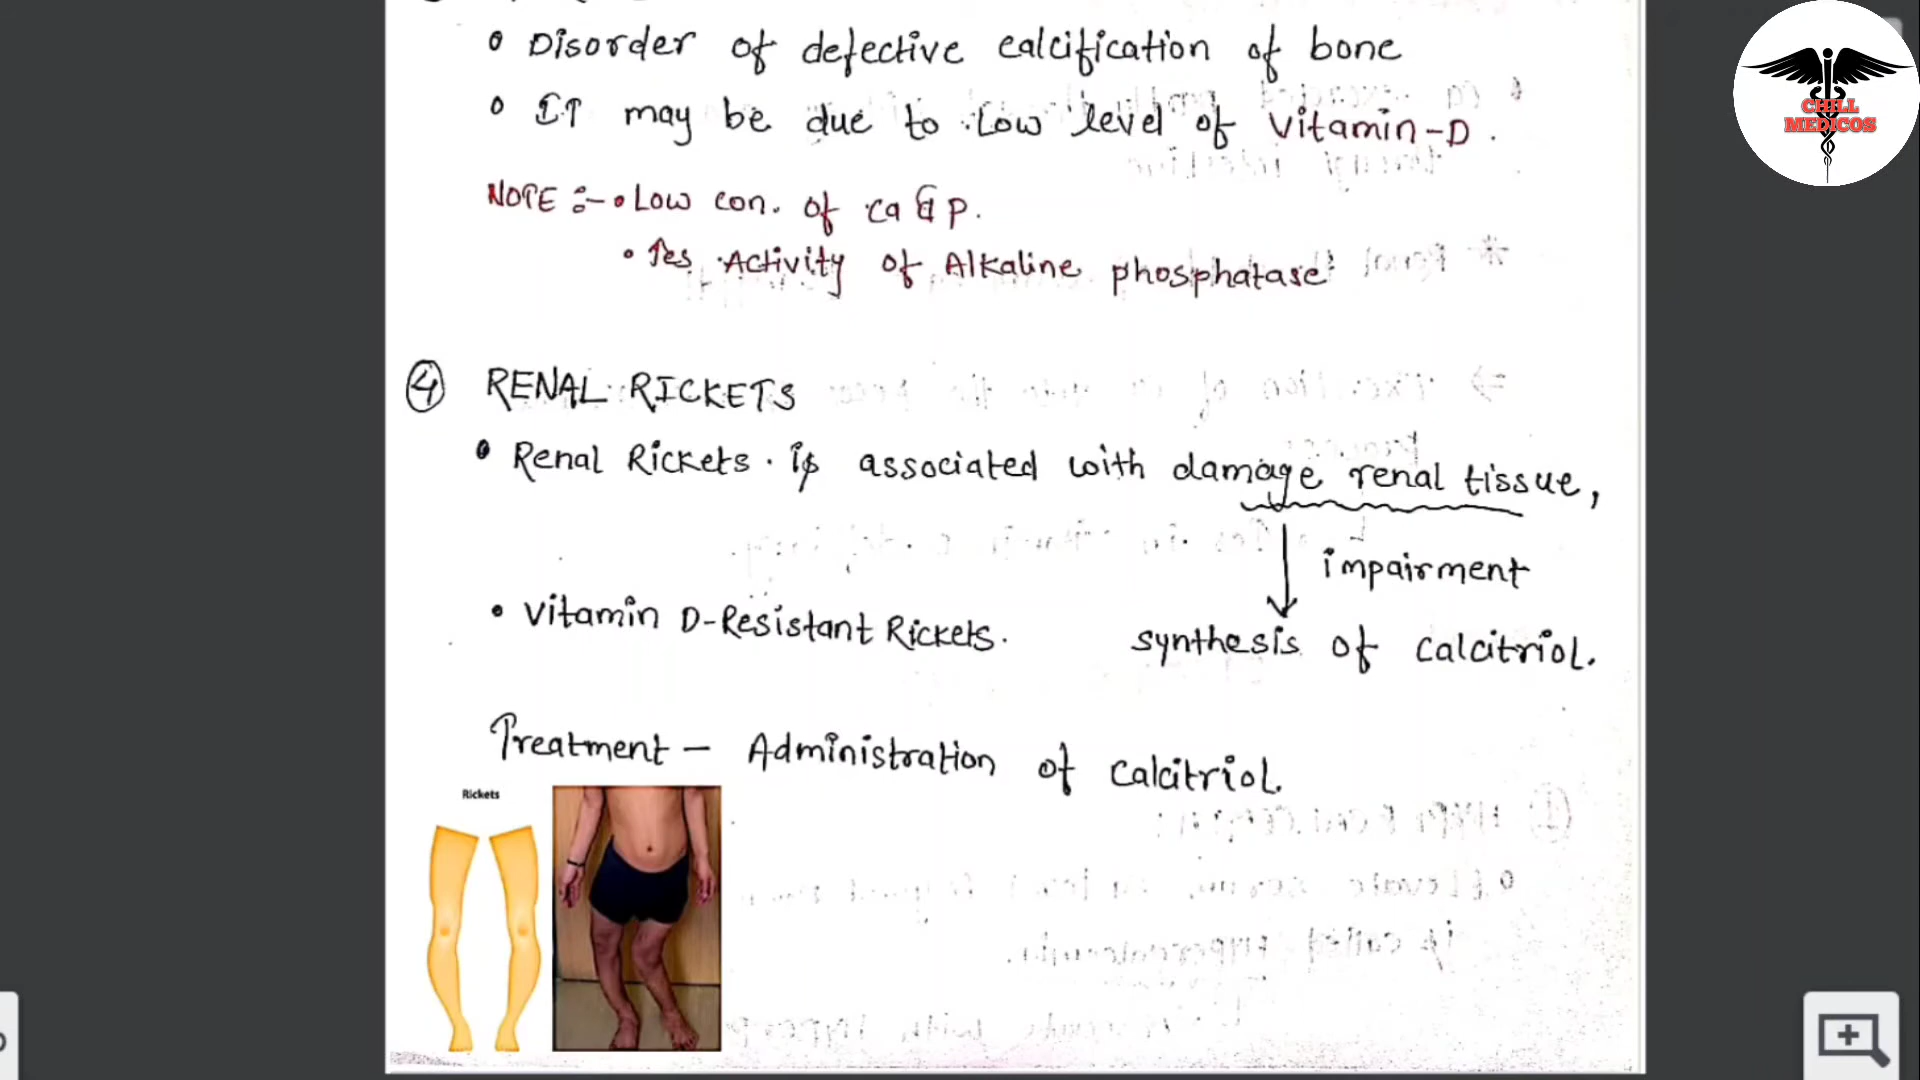 • Disorder of defective calcification of bone
• It may be due to Low level of Vitamin-D.
NOTE :- • Low con. of ca & p.
• ↑es Activity of Alkaline phosphatase
④ RENAL RICKETS
• Renal Rickets is associated with damage renal tissue,
↓ impairment
• Vitamin D-Resistant Rickets.
synthesis of calcitriol.
Treatment – Administration of calcitriol.
Rickets
CHILL
MEDICOS